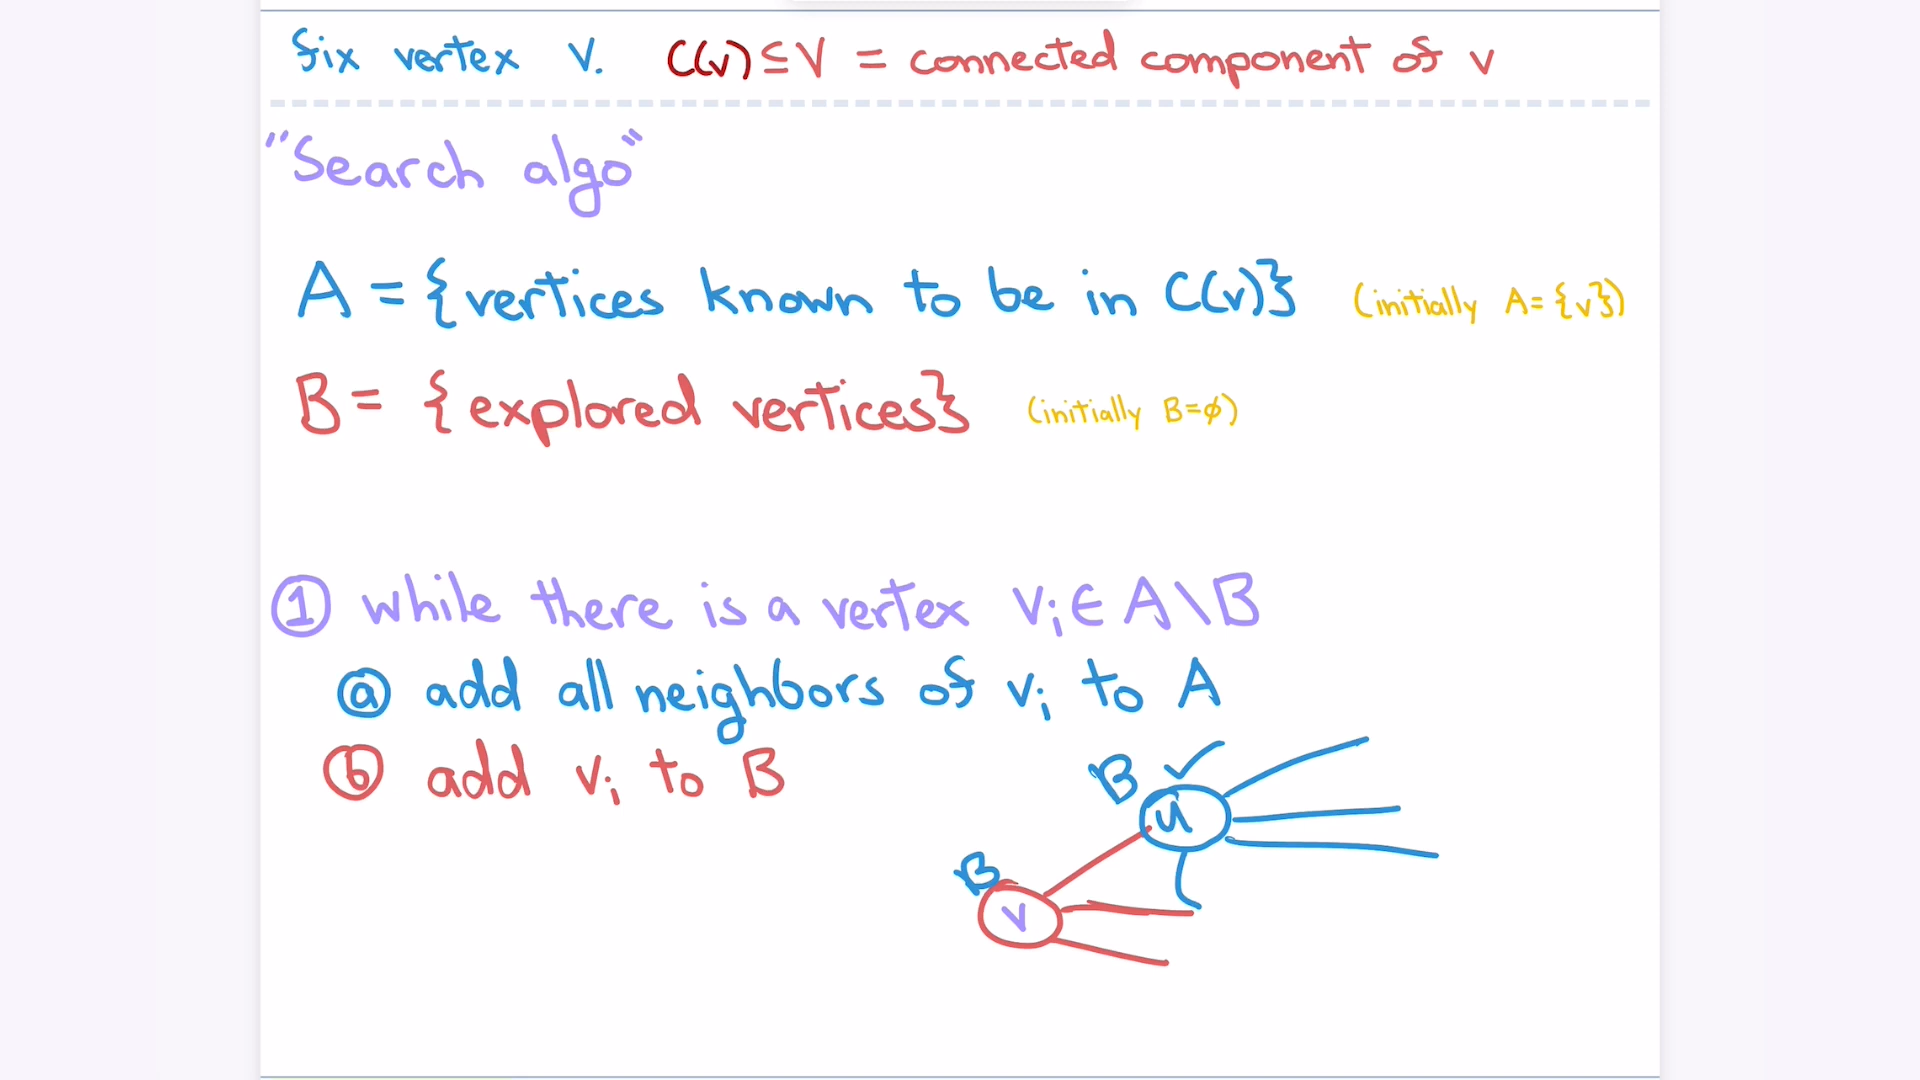 fix vertex v. C(v)⊆V = connected component of v
"Search algo"
A = {vertices known to be in C(v)} (initially A={v})
B = {explored vertices} (initially B=∅)
① while there is a vertex vᵢ∈A\B
ⓐ add all neighbors of vᵢ to A
ⓑ add vᵢ to B
B ✓
u
B
v